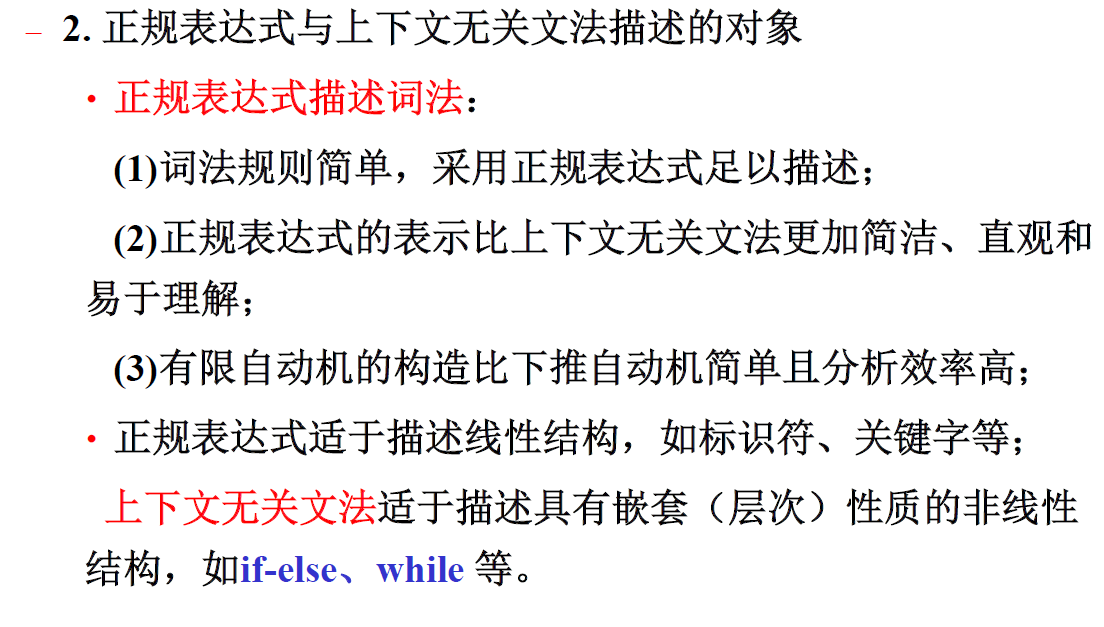 – 2. 正规表达式与上下文无关文法描述的对象
• 正规表达式描述词法：
(1)词法规则简单，采用正规表达式足以描述；
(2)正规表达式的表示比上下文无关文法更加简洁、直观和
易于理解；
(3)有限自动机的构造比下推自动机简单且分析效率高；
• 正规表达式适于描述线性结构，如标识符、关键字等；
上下文无关文法适于描述具有嵌套（层次）性质的非线性
结构，如if-else、while 等。